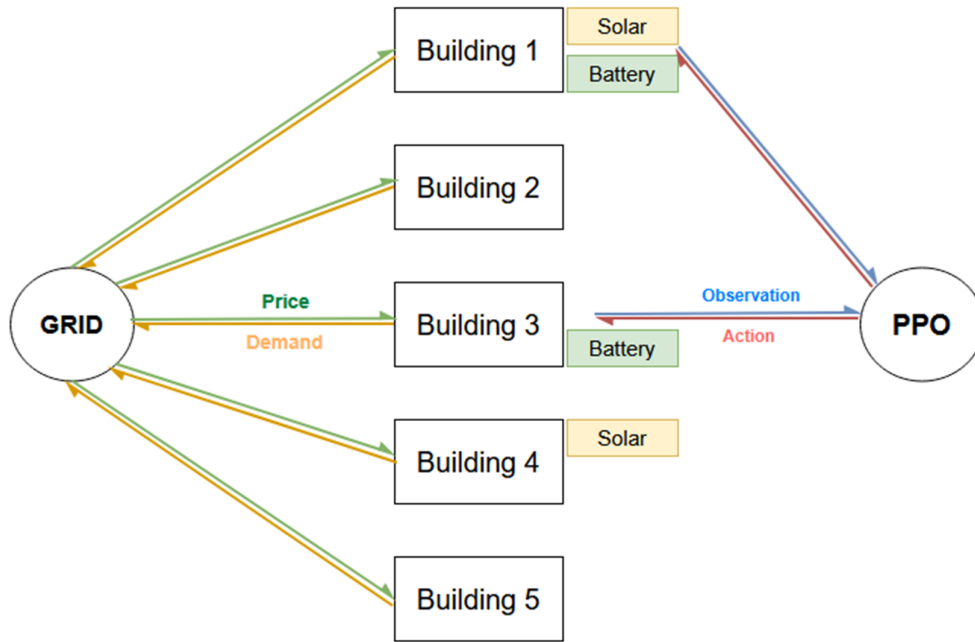 Building 1
Solar
Battery
Building 2
GRID
Price
Demand
Building 3
Battery
Observation
Action
PPO
Building 4
Solar
Building 5